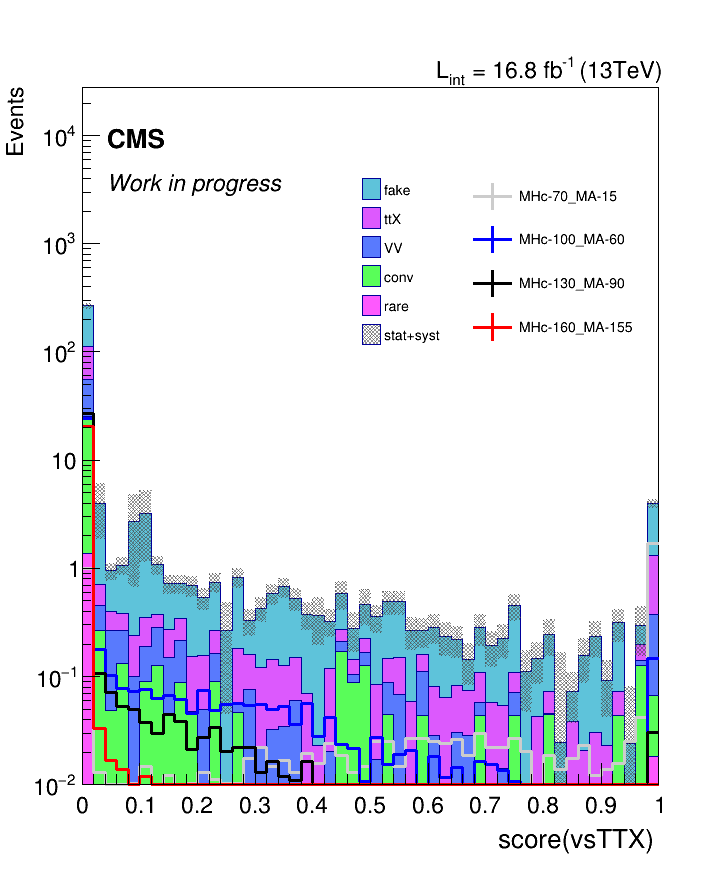 L_int = 16.8 fb^-1 (13TeV)
Events
CMS
Work in progress
fake
ttX
VV
conv
rare
stat+syst
MHc-70_MA-15
MHc-100_MA-60
MHc-130_MA-90
MHc-160_MA-155
10^4
10^3
10^2
10
1
10^-1
10^-2
0 0.1 0.2 0.3 0.4 0.5 0.6 0.7 0.8 0.9 1
score(vsTTX)